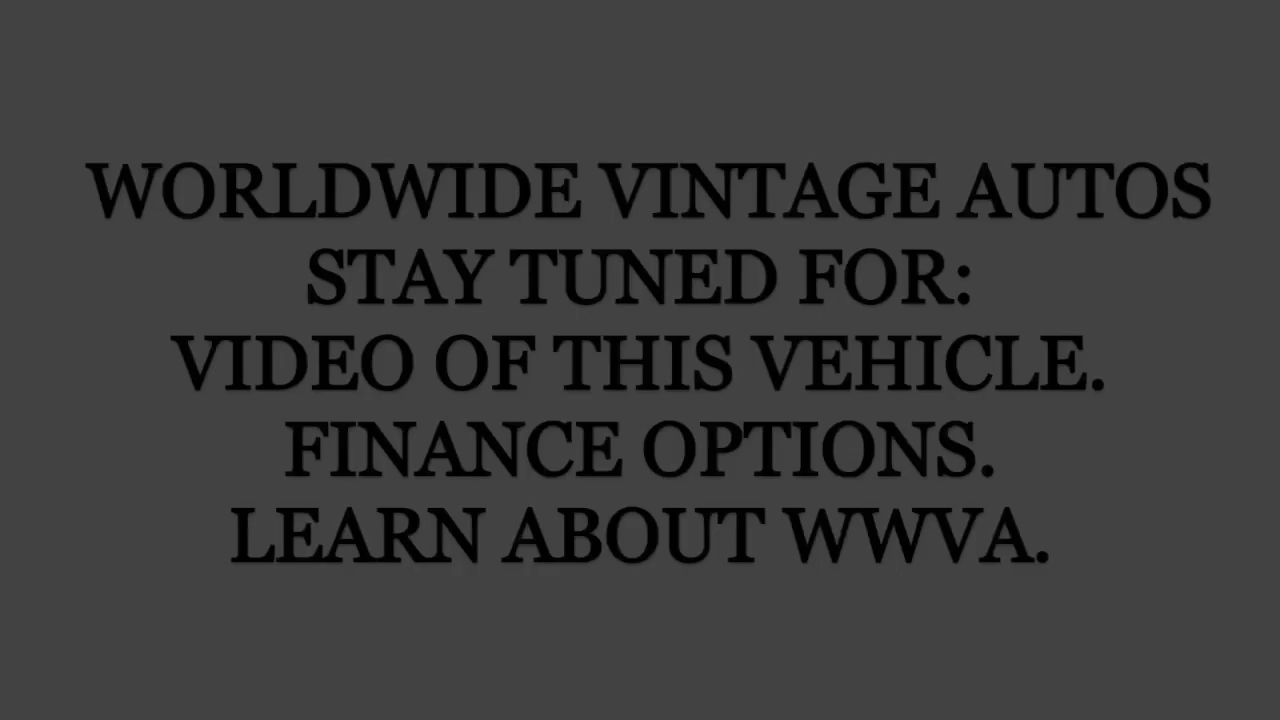 WORLDWIDE VINTAGE AUTOS
STAY TUNED FOR:
VIDEO OF THIS VEHICLE.
FINANCE OPTIONS.
LEARN ABOUT WWVA.